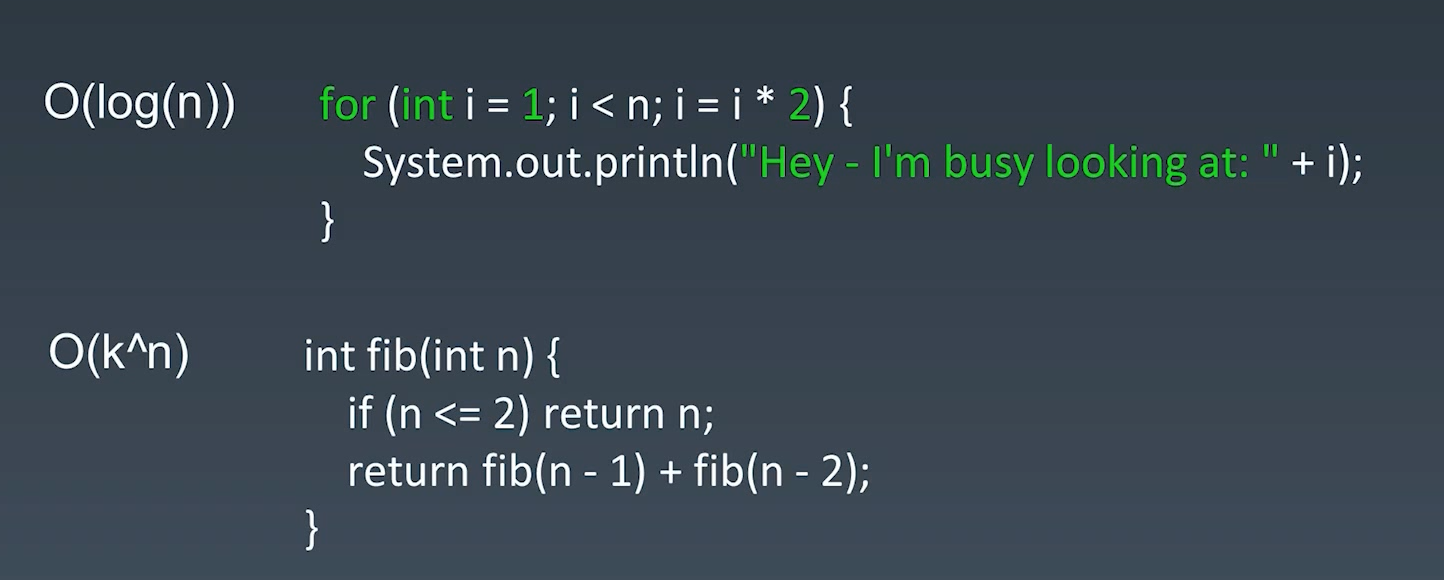 O(log(n)) for (int i = 1; i < n; i = i * 2) {
System.out.println("Hey - I'm busy looking at: " + i);
}
O(k^n) int fib(int n) {
if (n <= 2) return n;
return fib(n - 1) + fib(n - 2);
}